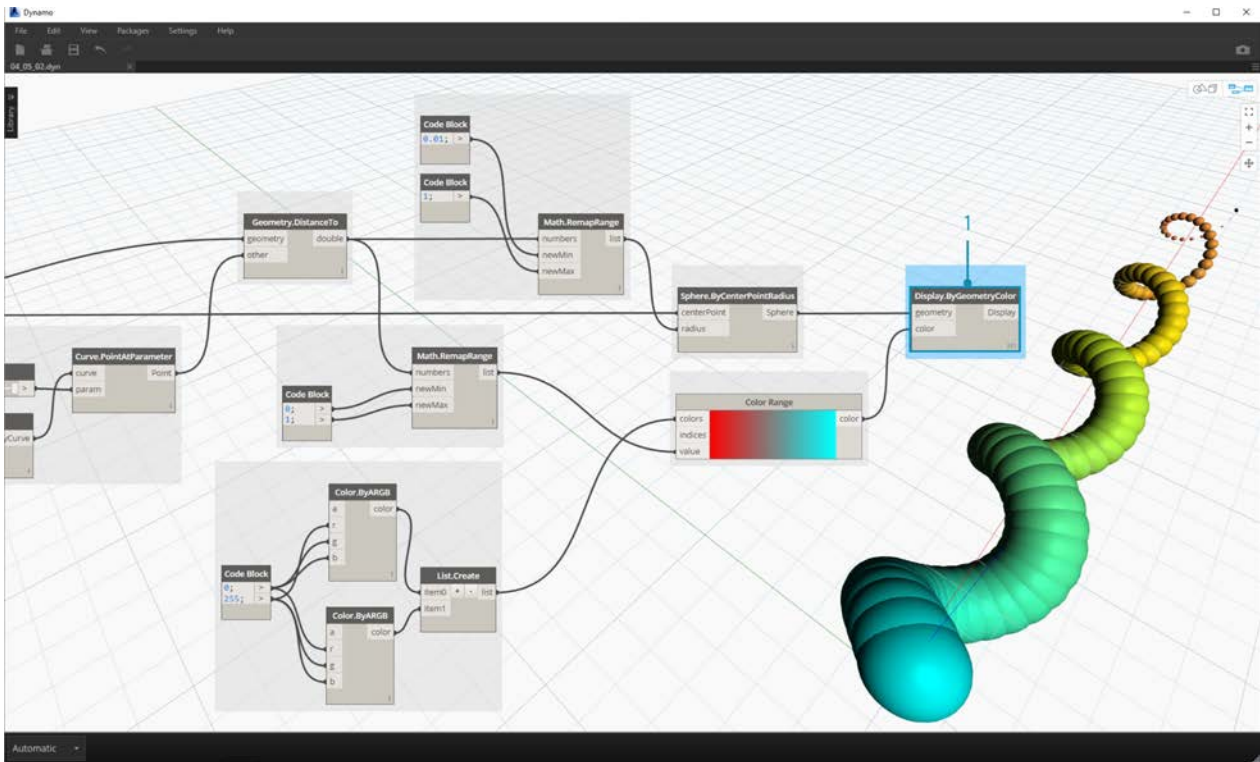 Dynamo
File Edit View Packages Settings Help
04_05_02.dyn
Library
Code Block
0.01; >
Code Block
1; >
Geometry.DistanceTo
geometry double
other
Math.RemapRange
numbers list
newMin
newMax
1
Sphere.ByCenterPointRadius
centerPoint Sphere
radius
Display.ByGeometryColor
geometry Display
color
Curve.PointAtParameter
curve Point
param
>
yCurve
Math.RemapRange
numbers list
newMin
newMax
Code Block
0; >
1; >
Color Range
colors color
indices
value
Color.ByARGB
a color
r
g
b
Code Block
0; >
255; >
List.Create
item0 + - list
item1
Color.ByARGB
a color
r
g
b
Automatic